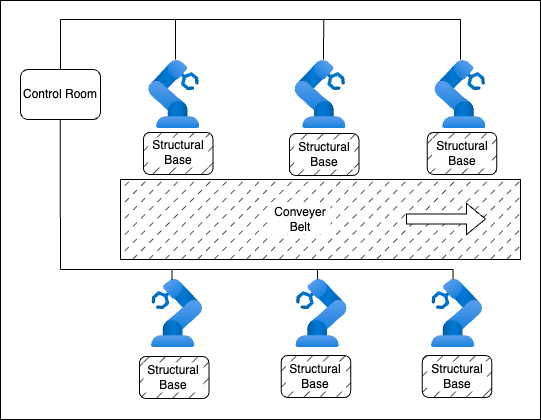 Control Room
Structural
Base
Structural
Base
Structural
Base
Conveyer
Belt
Structural
Base
Structural
Base
Structural
Base